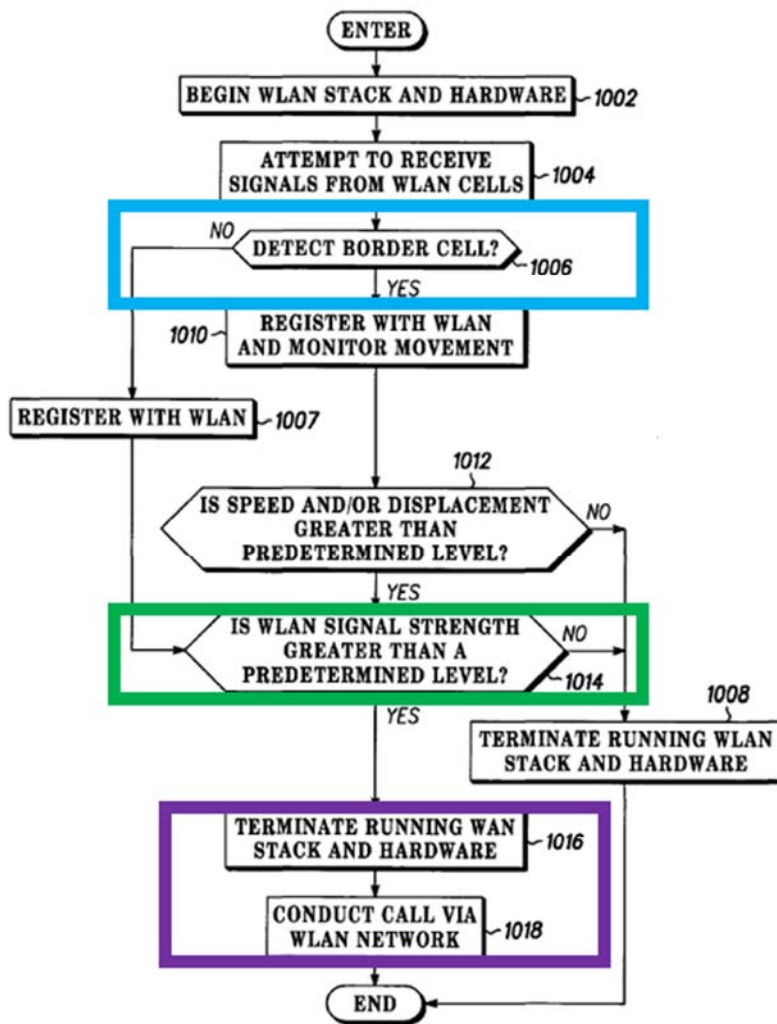 ENTER
BEGIN WLAN STACK AND HARDWARE
1002
ATTEMPT TO RECEIVE
SIGNALS FROM WLAN CELLS
1004
NO
DETECT BORDER CELL?
1006
YES
1010
REGISTER WITH WLAN
AND MONITOR MOVEMENT
REGISTER WITH WLAN
1007
1012
IS SPEED AND/OR DISPLACEMENT
GREATER THAN
PREDETERMINED LEVEL?
NO
YES
IS WLAN SIGNAL STRENGTH
GREATER THAN A
PREDETERMINED LEVEL?
NO
1014
YES
1008
TERMINATE RUNNING WLAN
STACK AND HARDWARE
TERMINATE RUNNING WAN
STACK AND HARDWARE
1016
CONDUCT CALL VIA
WLAN NETWORK
1018
END